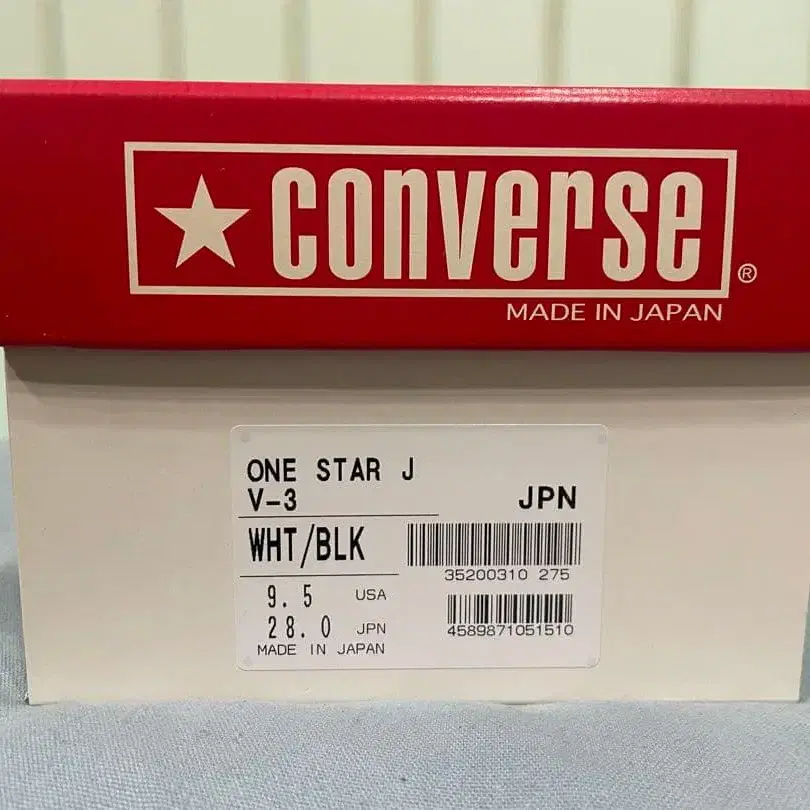 ★ converse ®
MADE IN JAPAN
ONE STAR J
V-3
JPN
WHT/BLK
35200310 275
9.5 USA
28.0 JPN
4589871051510
MADE IN JAPAN